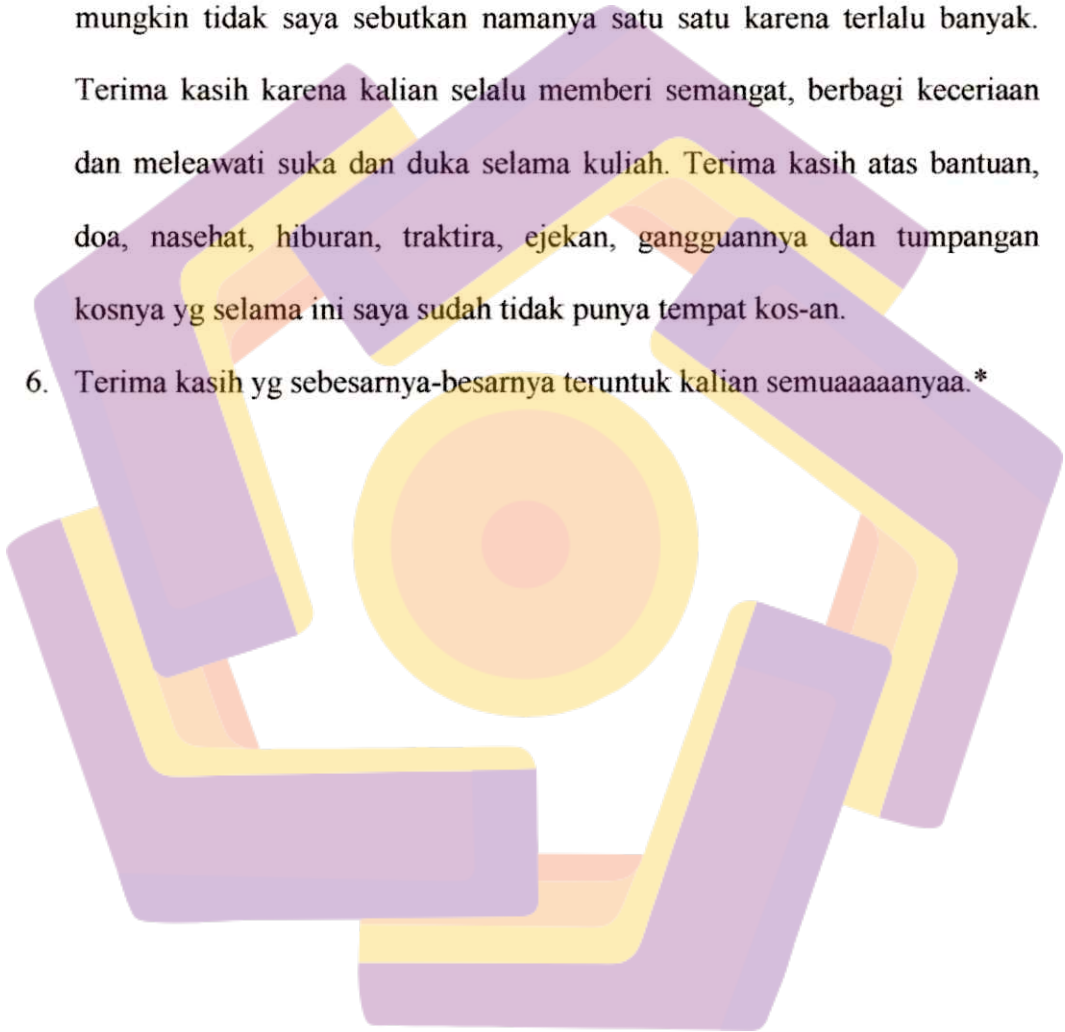 mungkin tidak saya sebutkan namanya satu satu karena terlalu banyak.
Terima kasih karena kalian selalu memberi semangat, berbagi keceriaan
dan meleawati suka dan duka selama kuliah. Terima kasih atas bantuan,
doa, nasehat, hiburan, traktira, ejekan, gangguannya dan tumpangan
kosnya yg selama ini saya sudah tidak punya tempat kos-an.
6. Terima kasih yg sebesarnya-besarnya teruntuk kalian semuaaaaanyaa.*